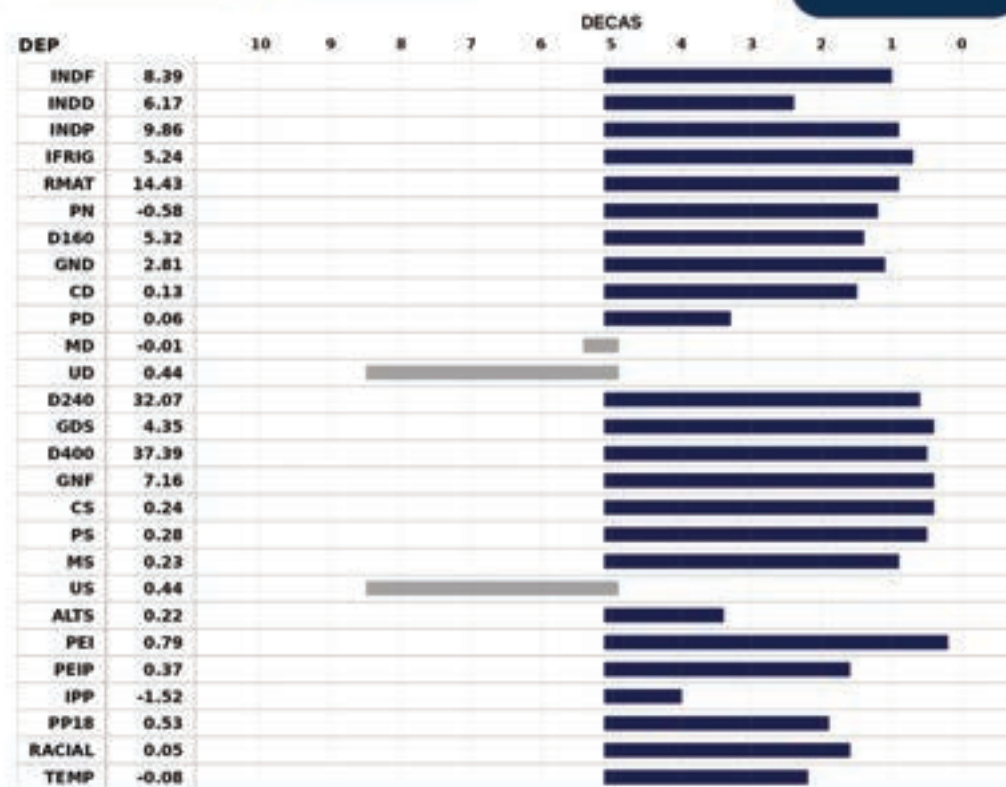 DECAS
DEP 10 9 8 7 6 5 4 3 2 1 0
INDF 8.39
INDD 6.17
INDP 9.86
IFRIG 5.24
RMAT 14.43
PN -0.58
D160 5.32
GND 2.81
CD 0.13
PD 0.06
MD -0.01
UD 0.44
D240 32.07
GDS 4.35
D400 37.39
GNF 7.16
CS 0.24
PS 0.28
MS 0.23
US 0.44
ALTS 0.22
PEI 0.79
PEIP 0.37
IPP -1.52
PP18 0.53
RACIAL 0.05
TEMP -0.08